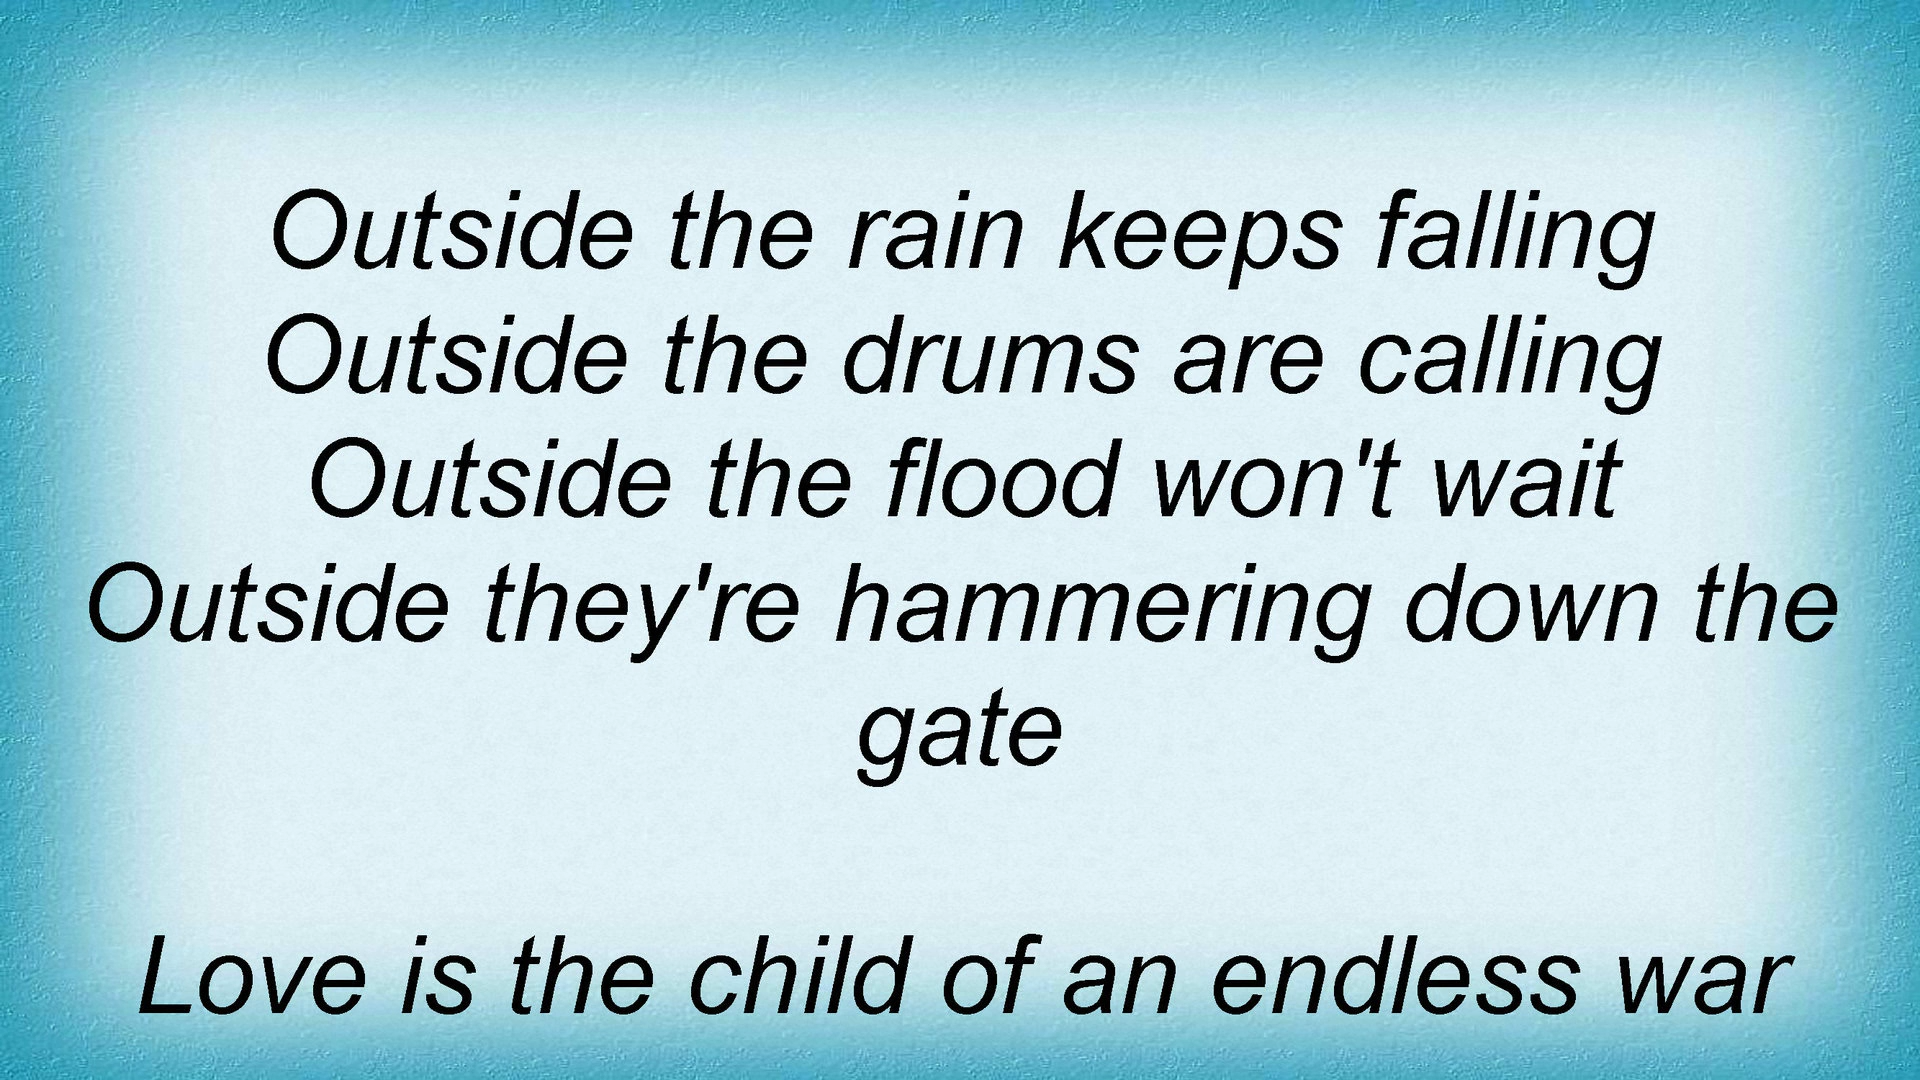 Outside the rain keeps falling
Outside the drums are calling
Outside the flood won't wait
Outside they're hammering down the
gate
Love is the child of an endless war